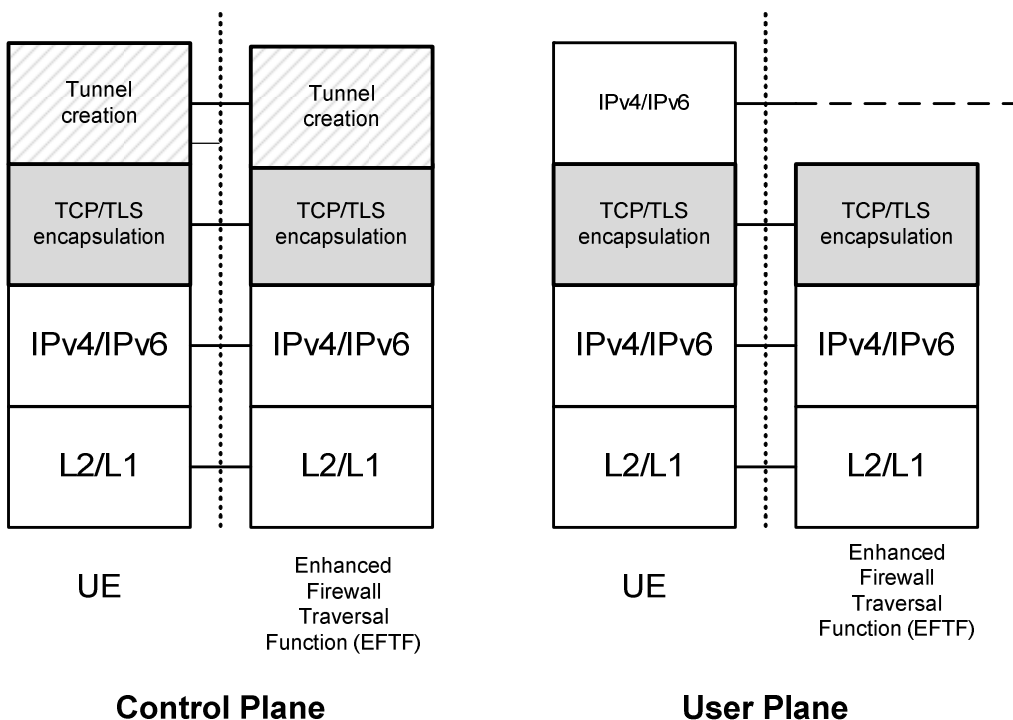 Tunnel
creation
Tunnel
creation
TCP/TLS
encapsulation
TCP/TLS
encapsulation
IPv4/IPv6
IPv4/IPv6
L2/L1
L2/L1
UE
Enhanced
Firewall
Traversal
Function (EFTF)
Control Plane
IPv4/IPv6
TCP/TLS
encapsulation
TCP/TLS
encapsulation
IPv4/IPv6
IPv4/IPv6
L2/L1
L2/L1
UE
Enhanced
Firewall
Traversal
Function (EFTF)
User Plane